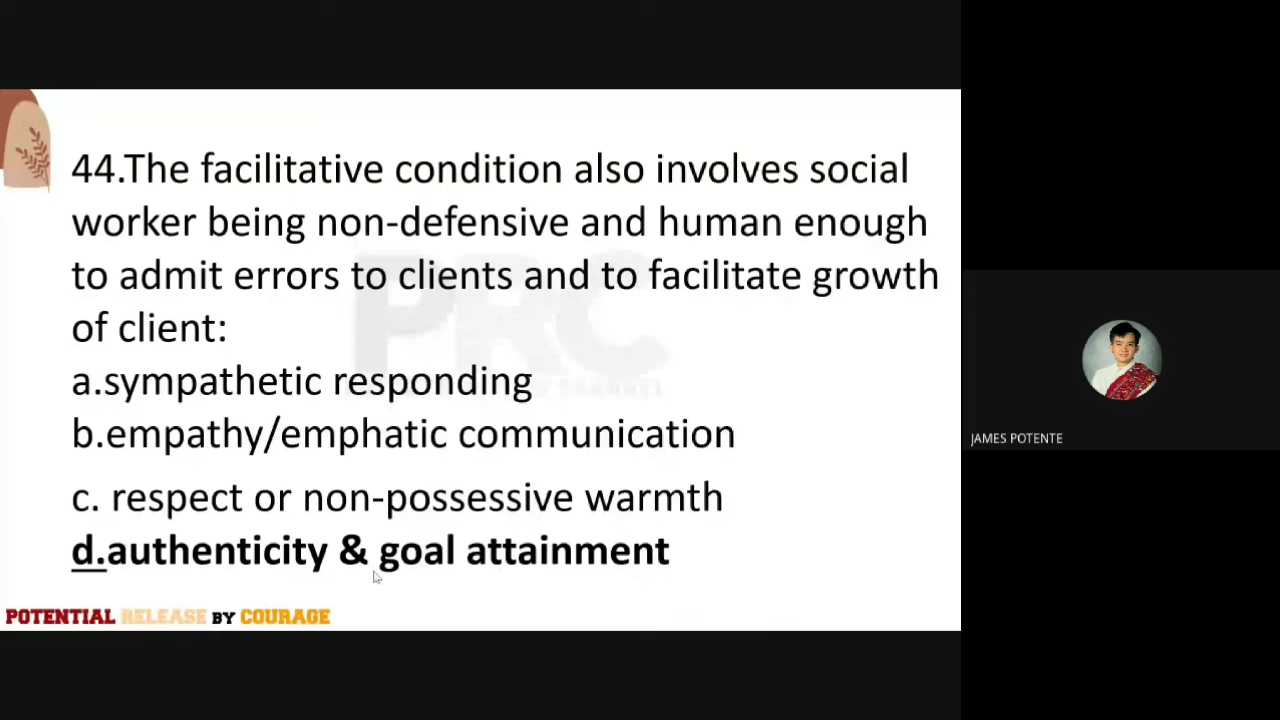 44.The facilitative condition also involves social
worker being non-defensive and human enough
to admit errors to clients and to facilitate growth
of client:
a.sympathetic responding
b.empathy/emphatic communication
c. respect or non-possessive warmth
d.authenticity & goal attainment
POTENTIAL RELEASE BY COURAGE
JAMES POTENTE
PRC